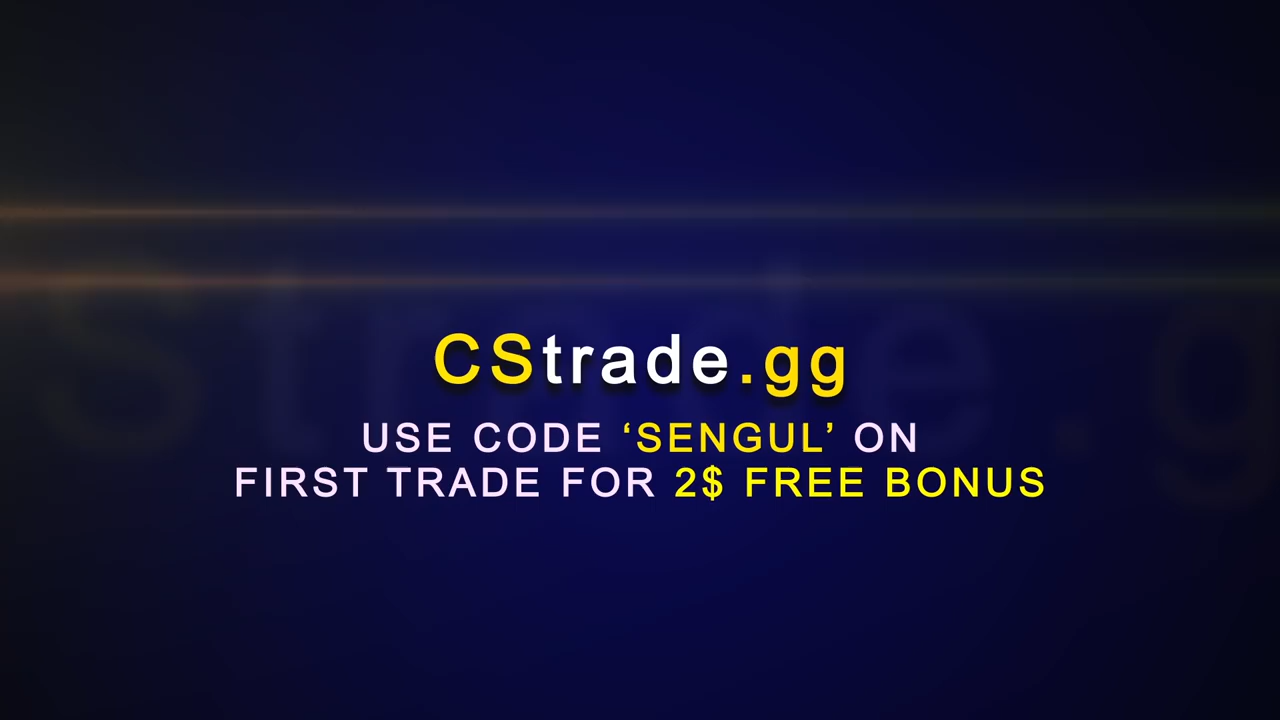 CStrade.gg
USE CODE ‘SENGUL’ ON
FIRST TRADE FOR 2$ FREE BONUS